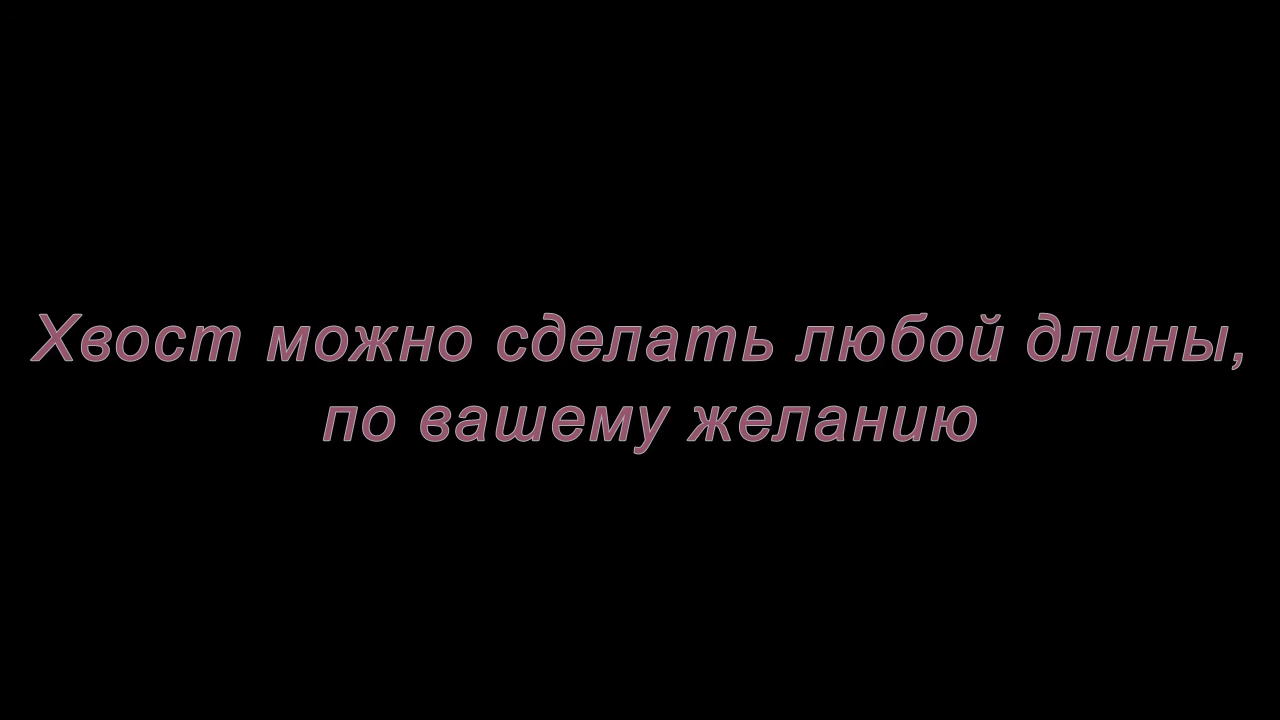 Хвост можно сделать любой длины,
по вашему желанию